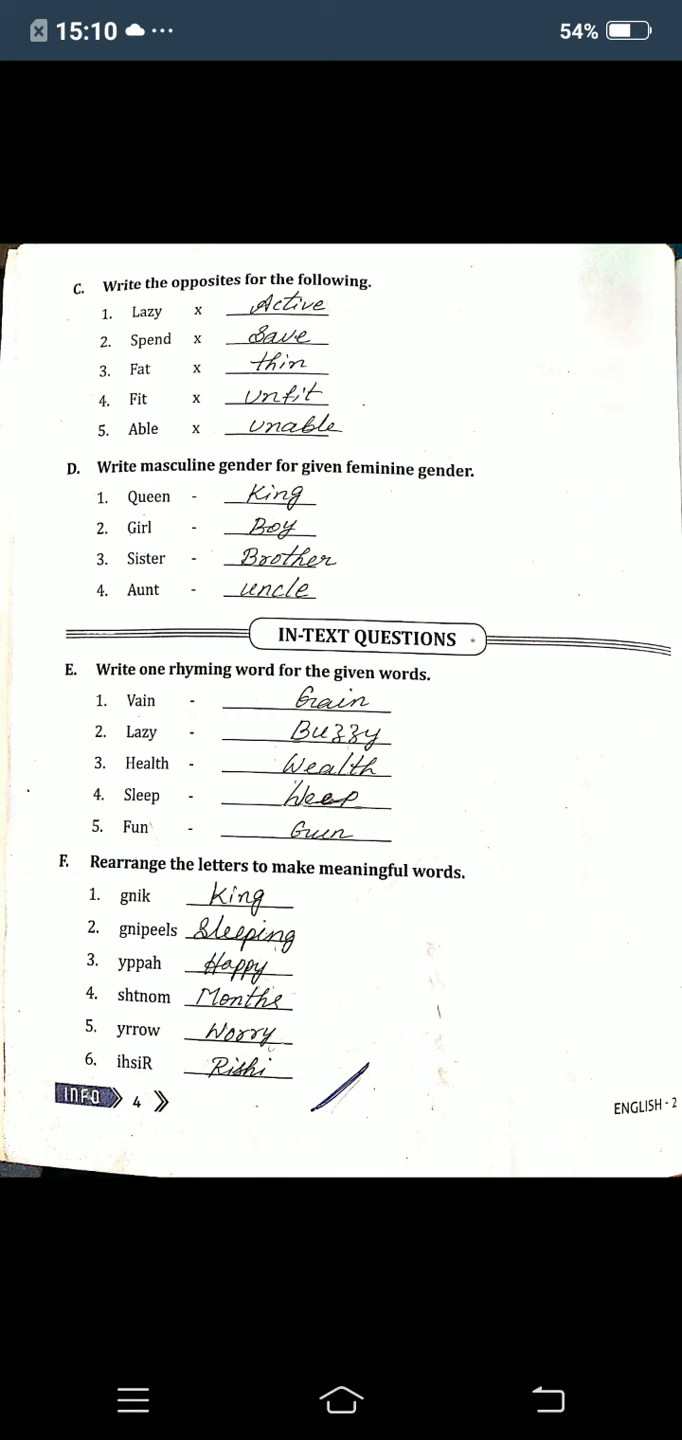 15:10 ...
54%
C. Write the opposites for the following.
1. Lazy x Active
2. Spend x Save
3. Fat x thin
4. Fit x unfit
5. Able x unable
D. Write masculine gender for given feminine gender.
1. Queen - King
2. Girl - Boy
3. Sister - Brother
4. Aunt - uncle
IN-TEXT QUESTIONS
E. Write one rhyming word for the given words.
1. Vain - Grain
2. Lazy - Buzzy
3. Health - Wealth
4. Sleep - Weep
5. Fun - Gun
F. Rearrange the letters to make meaningful words.
1. gnik King
2. gnipeels Sleeping
3. yppah Happy
4. shtnom Months
5. yrrow Worry
6. ihsiR Rishi
INFO 4
ENGLISH - 2